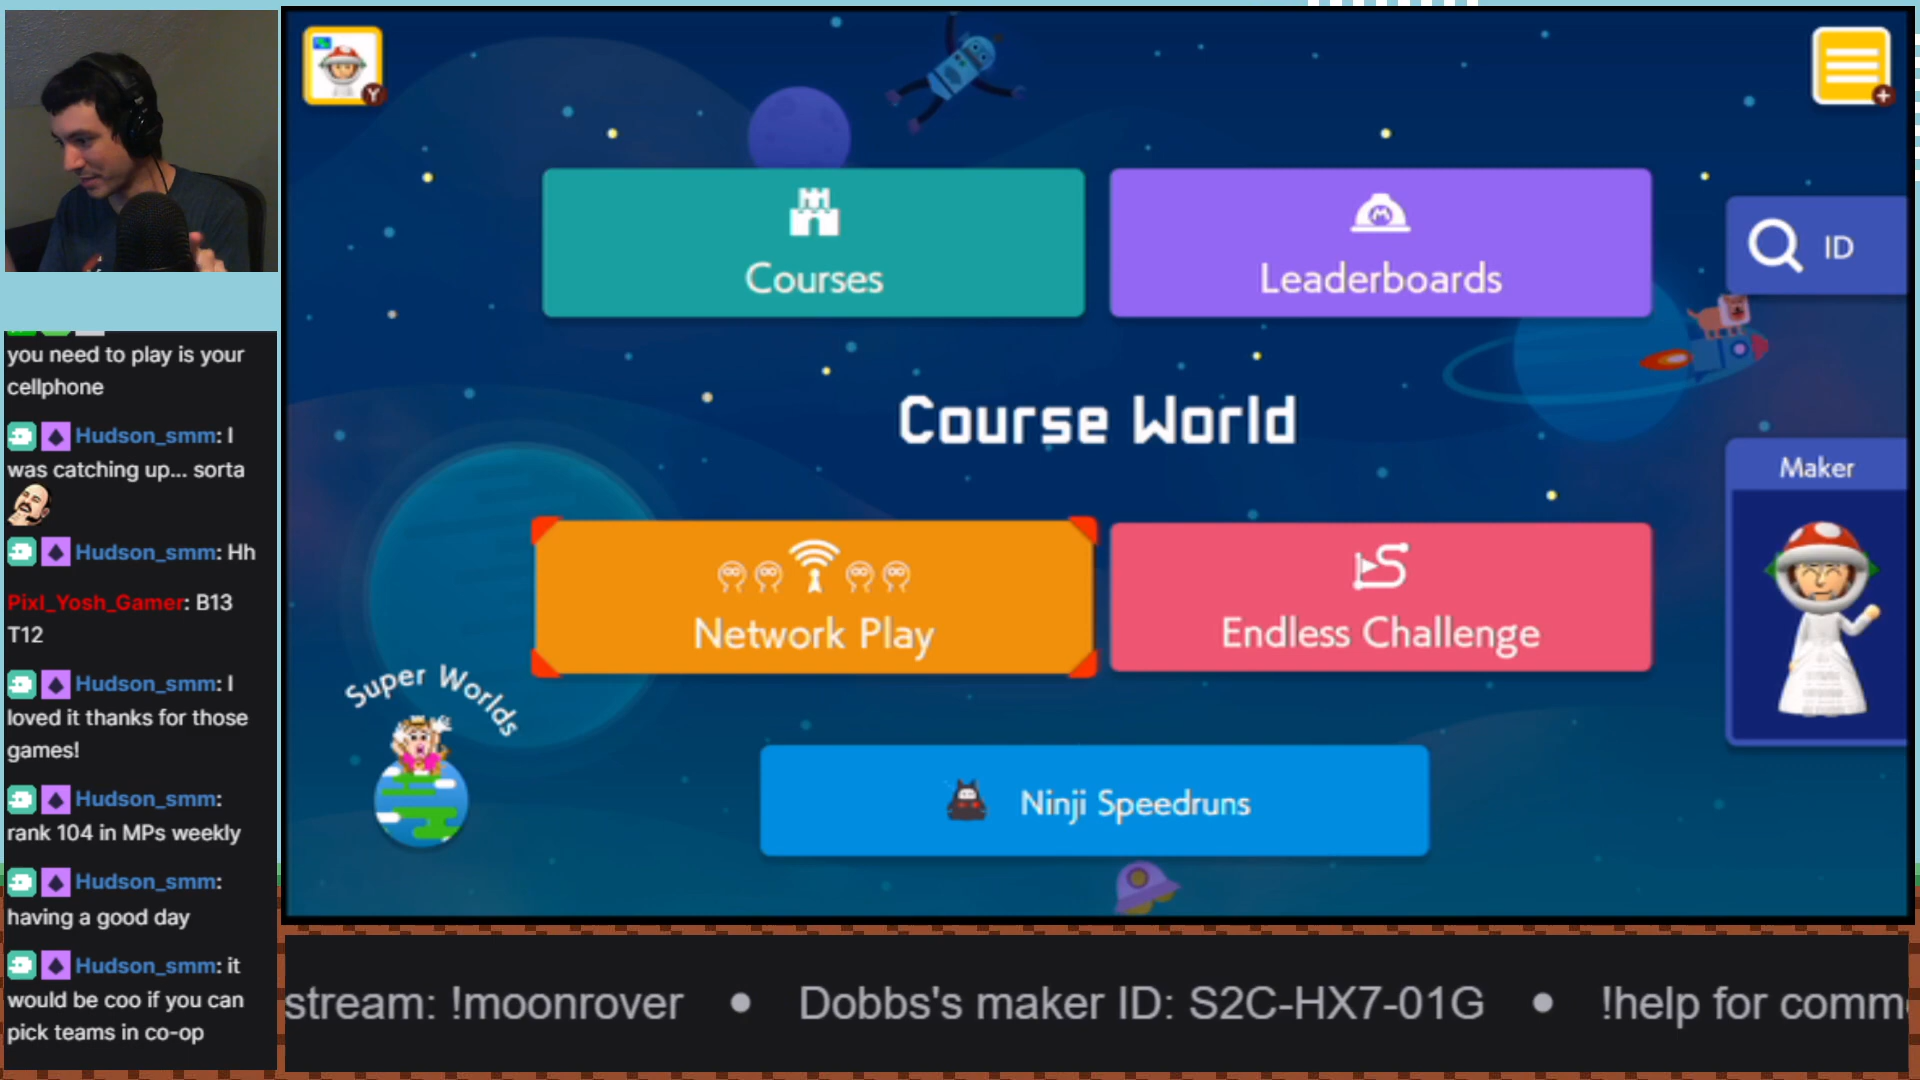 you need to play is your
cellphone
Hudson_smm: I
was catching up... sorta
Hudson_smm: Hh
Pixl_Yosh_Gamer: B13
T12
Hudson_smm: I
loved it thanks for those
games!
Hudson_smm:
rank 104 in MPs weekly
Hudson_smm:
having a good day
Hudson_smm: it
would be coo if you can
pick teams in co-op
Y
+
Courses
M
Leaderboards
ID
Course World
Maker
Network Play
Endless Challenge
Super Worlds
Ninji Speedruns
stream: !moonrover • Dobbs's maker ID: S2C-HX7-01G • !help for comm